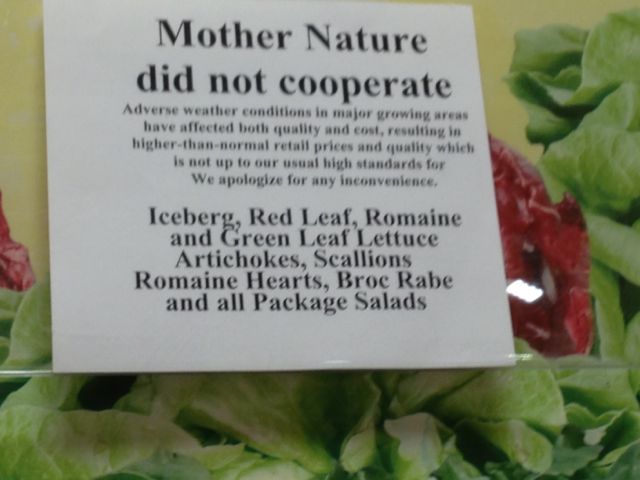 Mother Nature
did not cooperate
Adverse weather conditions in major growing areas
have affected both quality and cost, resulting in
higher-than-normal retail prices and quality which
is not up to our usual high standards for
We apologize for any inconvenience.
Iceberg, Red Leaf, Romaine
and Green Leaf Lettuce
Artichokes, Scallions
Romaine Hearts, Broc Rabe
and all Package Salads